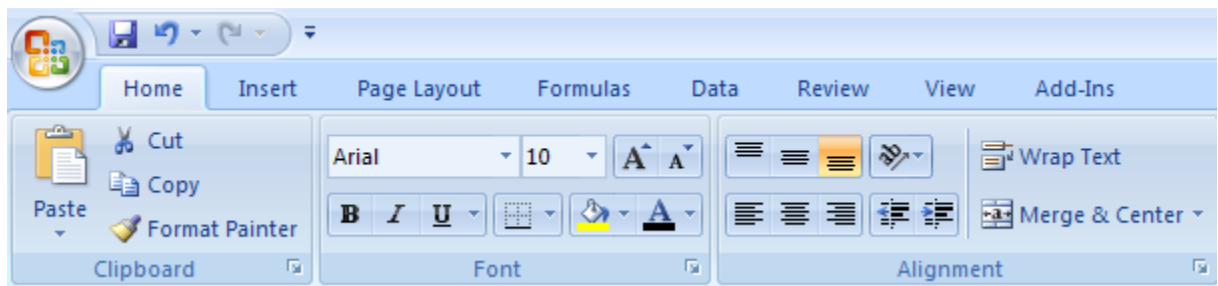 Home Insert Page Layout Formulas Data Review View Add-Ins
Cut
Copy
Paste
Format Painter
Clipboard
Arial 10 A A
B I U A
Font
ab
Wrap Text
a Merge & Center
Alignment